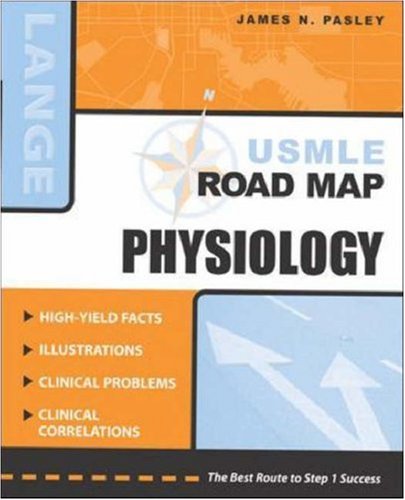 JAMES N. PASLEY
LANGE
N
USMLE
ROAD MAP
PHYSIOLOGY
HIGH-YIELD FACTS
ILLUSTRATIONS
CLINICAL PROBLEMS
CLINICAL
CORRELATIONS
The Best Route to Step 1 Success